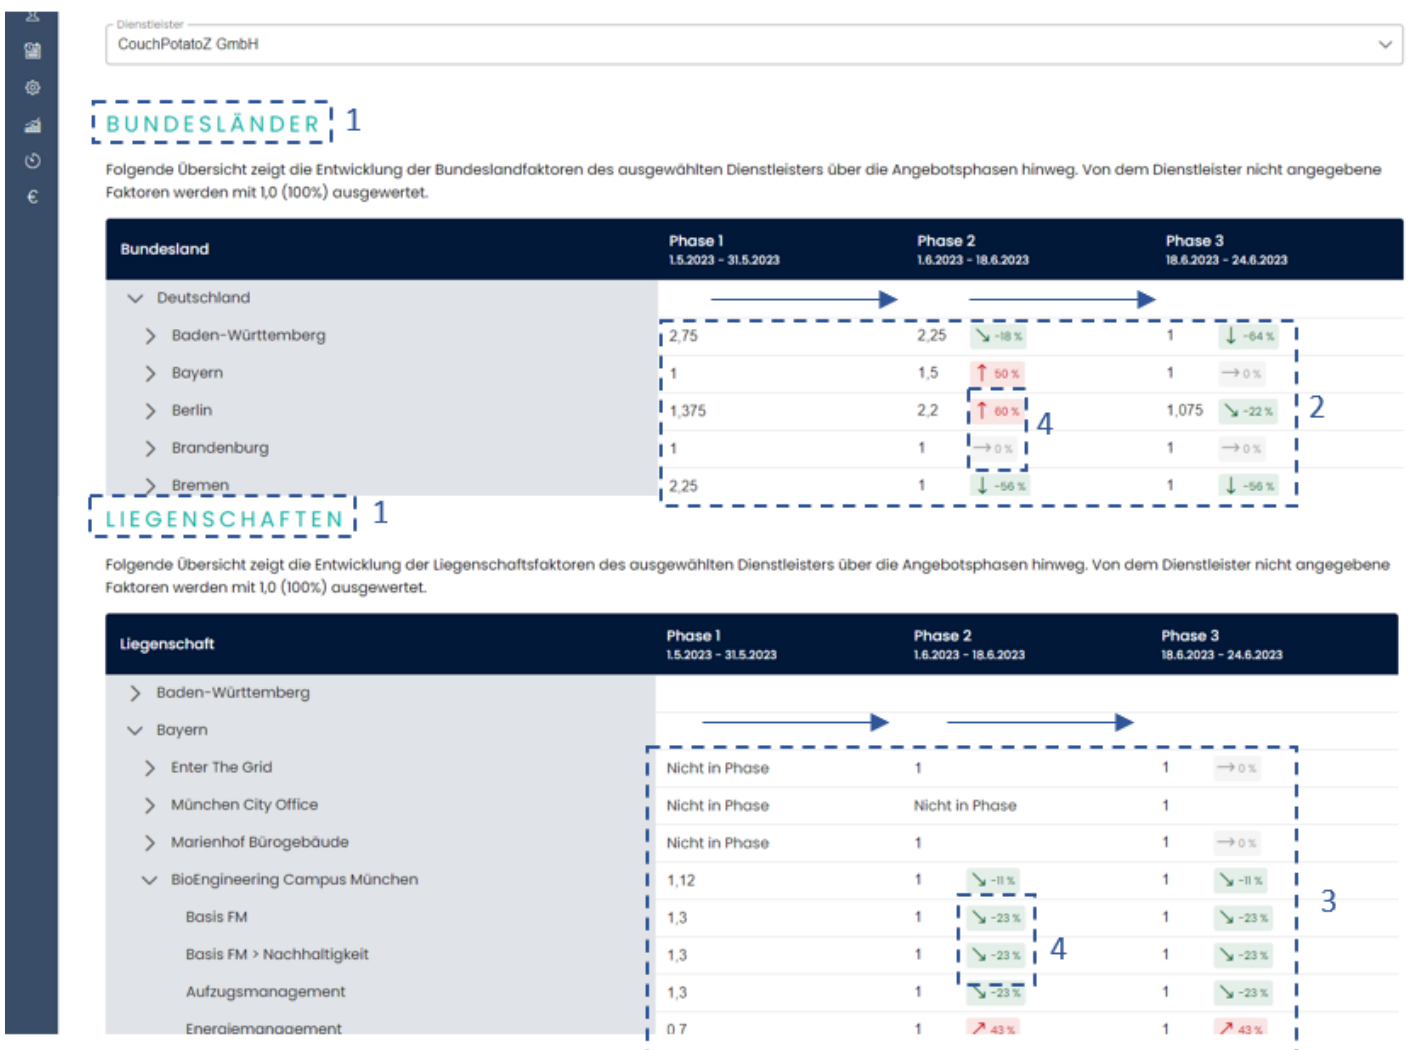 Dienstleister
CouchPotatoZ GmbH
BUNDESLÄNDER 1
Folgende Übersicht zeigt die Entwicklung der Bundeslandfaktoren des ausgewählten Dienstleisters über die Angebotsphasen hinweg. Von dem Dienstleister nicht angegebene
Faktoren werden mit 1,0 (100%) ausgewertet.
Bundesland Phase 1 Phase 2 Phase 3
1.5.2023 - 31.5.2023 1.6.2023 - 18.6.2023 18.6.2023 - 24.6.2023
Deutschland
Baden-Württemberg 2,75 2,25 -18 % 1 -64 %
Bayern 1 1,5 50 % 1 0 %
Berlin 1,375 2,2 60 % 1,075 -22 %
2
4
Brandenburg 1 1 0 % 1 0 %
Bremen 2,25 1 -56 % 1 -56 %
LIEGENSCHAFTEN 1
Folgende Übersicht zeigt die Entwicklung der Liegenschaftsfaktoren des ausgewählten Dienstleisters über die Angebotsphasen hinweg. Von dem Dienstleister nicht angegebene
Faktoren werden mit 1,0 (100%) ausgewertet.
Liegenschaft Phase 1 Phase 2 Phase 3
1.5.2023 - 31.5.2023 1.6.2023 - 18.6.2023 18.6.2023 - 24.6.2023
Baden-Württemberg
Bayern
Enter The Grid Nicht in Phase 1 1 0 %
München City Office Nicht in Phase Nicht in Phase 1
Marienhof Bürogebäude Nicht in Phase 1 1 0 %
BioEngineering Campus München 1,12 1 -11 % 1 -11 %
3
Basis FM 1,3 1 -23 % 1 -23 %
Basis FM > Nachhaltigkeit 1,3 1 -23 % 4 1 -23 %
Aufzugsmanagement 1,3 1 -23 % 1 -23 %
Energiemanagement 0,7 1 43 % 1 43 %